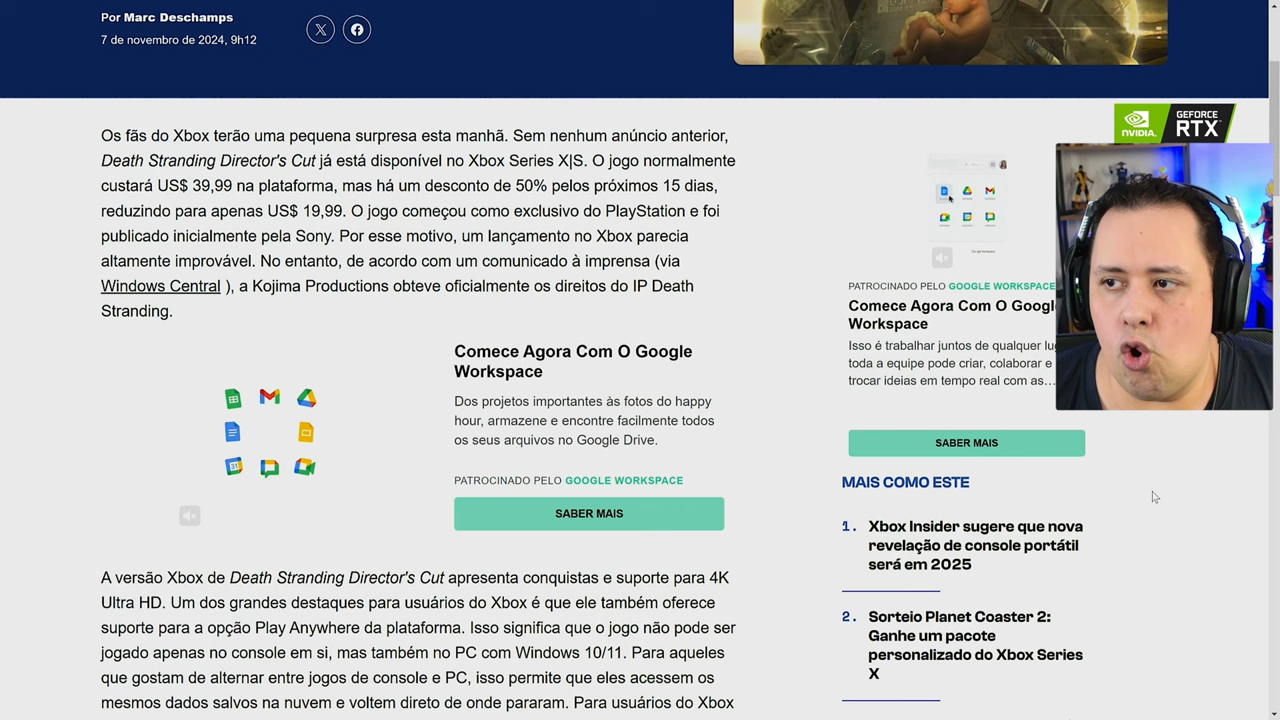 Por Marc Deschamps
7 de novembro de 2024, 9h12
Os fãs do Xbox terão uma pequena surpresa esta manhã. Sem nenhum anúncio anterior,
Death Stranding Director's Cut já está disponível no Xbox Series X|S. O jogo normalmente
custará US$ 39,99 na plataforma, mas há um desconto de 50% pelos próximos 15 dias,
reduzindo para apenas US$ 19,99. O jogo começou como exclusivo do PlayStation e foi
publicado inicialmente pela Sony. Por esse motivo, um lançamento no Xbox parecia
altamente improvável. No entanto, de acordo com um comunicado à imprensa (via
Windows Central ), a Kojima Productions obteve oficialmente os direitos do IP Death
Stranding.
Comece Agora Com O Google
Workspace
Dos projetos importantes às fotos do happy
hour, armazene e encontre facilmente todos
os seus arquivos no Google Drive.
PATROCINADO PELO GOOGLE WORKSPACE
SABER MAIS
A versão Xbox de Death Stranding Director's Cut apresenta conquistas e suporte para 4K
Ultra HD. Um dos grandes destaques para usuários do Xbox é que ele também oferece
suporte para a opção Play Anywhere da plataforma. Isso significa que o jogo não pode ser
jogado apenas no console em si, mas também no PC com Windows 10/11. Para aqueles
que gostam de alternar entre jogos de console e PC, isso permite que eles acessem os
mesmos dados salvos na nuvem e voltem direto de onde pararam. Para usuários do Xbox
NVIDIA.
GEFORCE
RTX
PATROCINADO PELO GOOGLE WORKSPACE
Comece Agora Com O Googl
Workspace
Isso é trabalhar juntos de qualquer lu
toda a equipe pode criar, colaborar e
trocar ideias em tempo real com as…
SABER MAIS
MAIS COMO ESTE
1. Xbox Insider sugere que nova
revelação de console portátil
será em 2025
2. Sorteio Planet Coaster 2:
Ganhe um pacote
personalizado do Xbox Series
X